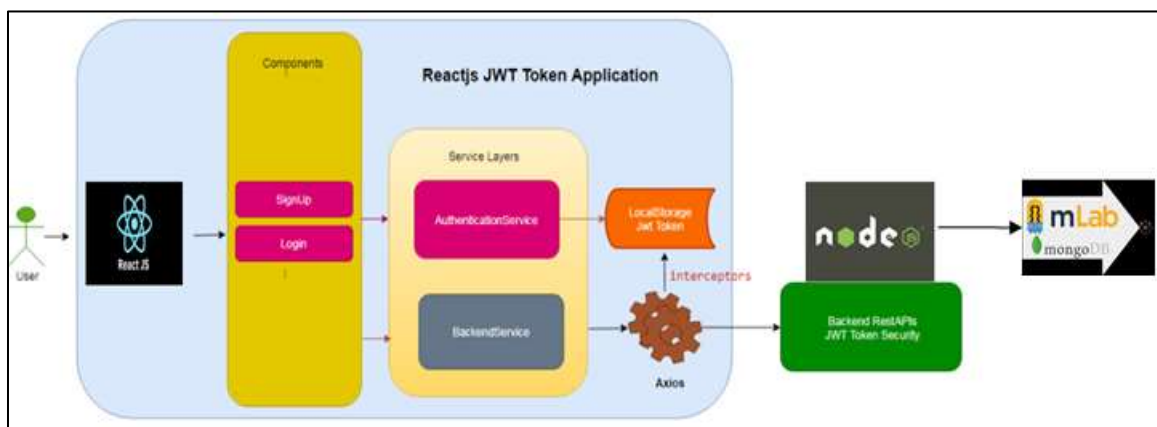 Components
Reactjs JWT Token Application
Service Layers
SignUp
Login
AuthenticationService
LocalStorage
Jwt Token
interceptors
BackendService
Axios
User
React JS
node
JS
Backend RestAPIs
JWT Token Security
mLab
mongoDB